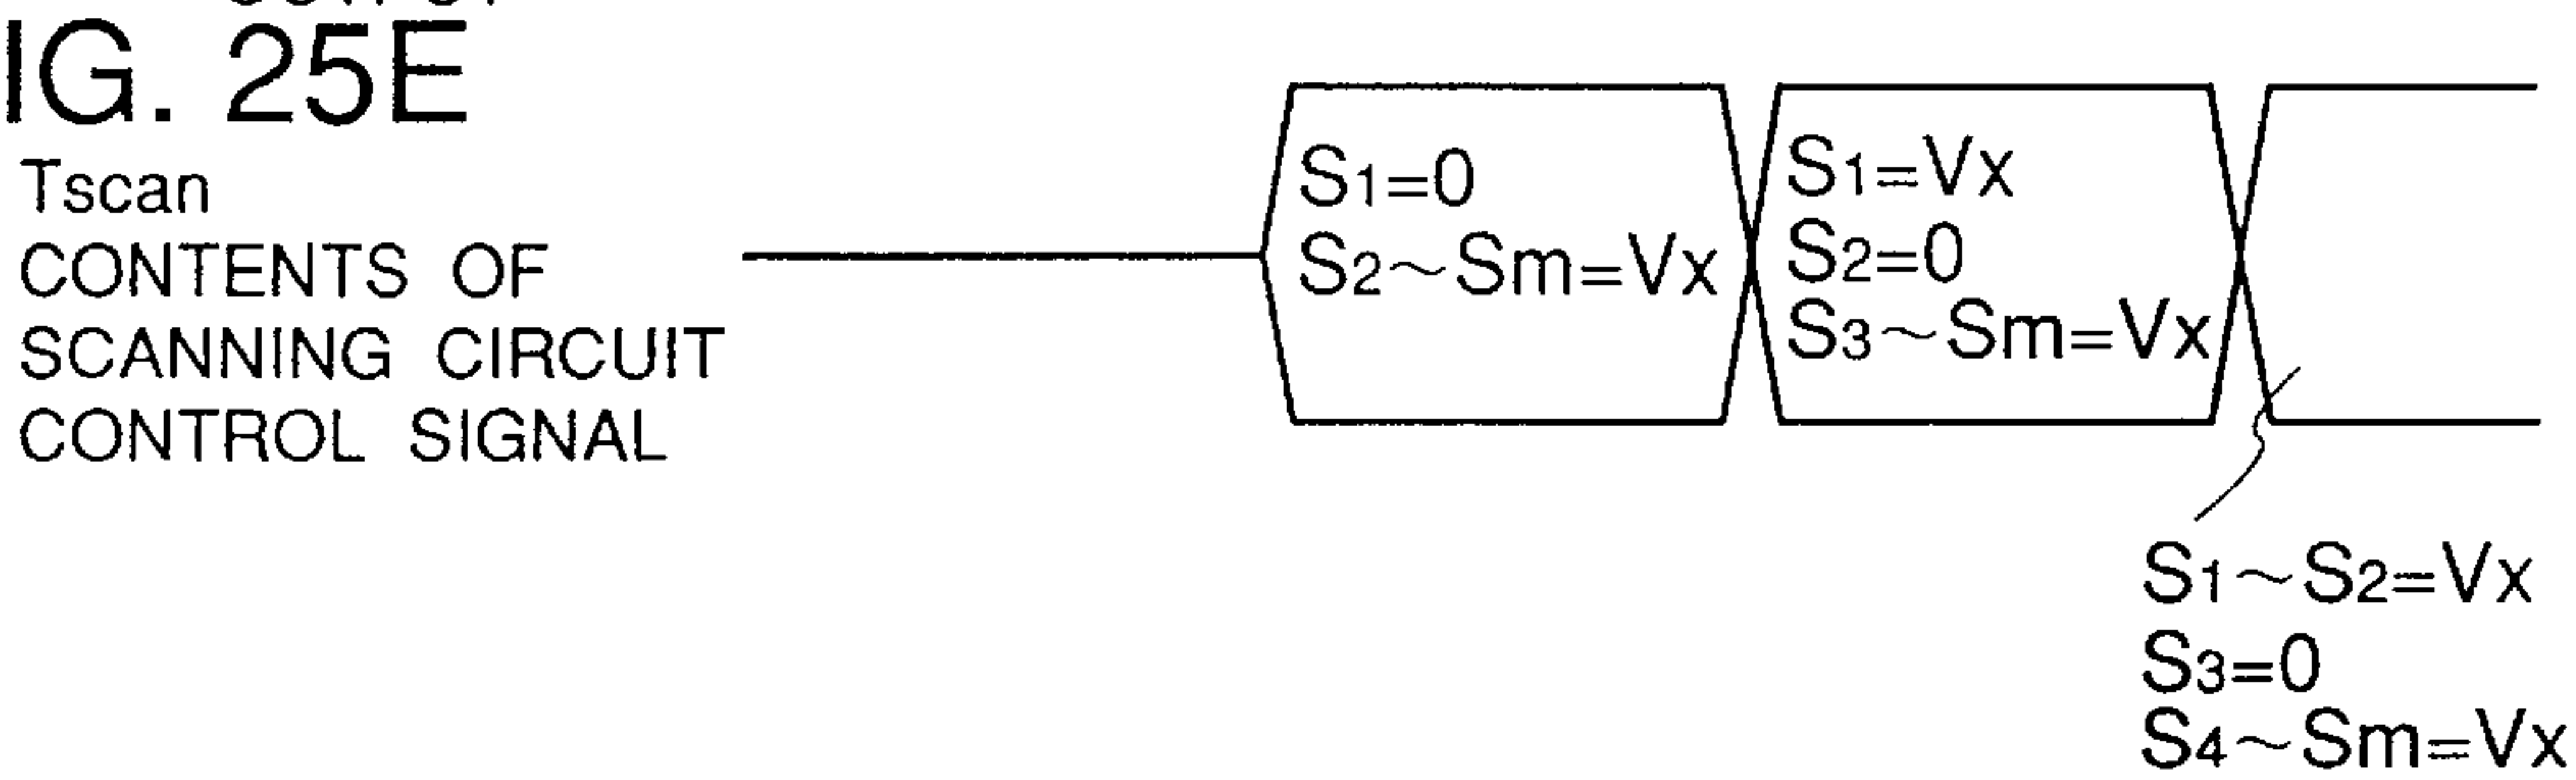 IG. 25E
Tscan
CONTENTS OF
SCANNING CIRCUIT
CONTROL SIGNAL
S1=0
S2~Sm=Vx
S1=Vx
S2=0
S3~Sm=Vx
S1~S2=Vx
S3=0
S4~Sm=Vx